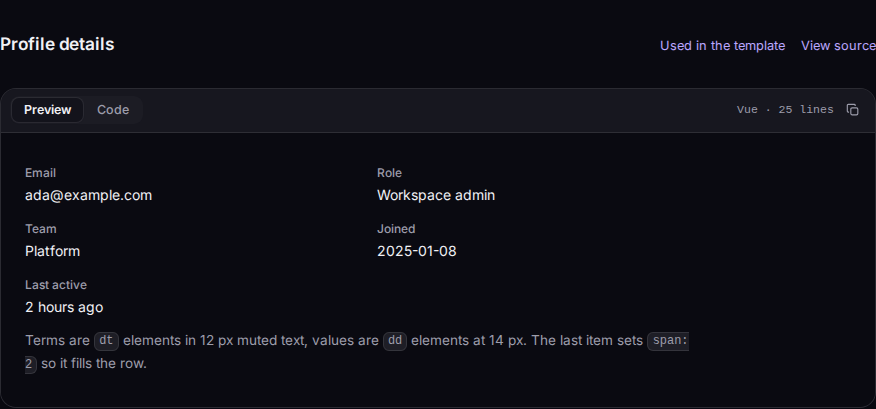 Profile details
Used in the template View source
Preview Code
Vue · 25 lines
Email
ada@example.com
Role
Workspace admin
Team
Platform
Joined
2025-01-08
Last active
2 hours ago
Terms are dt elements in 12 px muted text, values are dd elements at 14 px. The last item sets span:
2 so it fills the row.